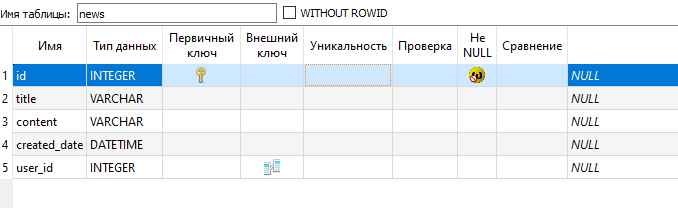 Имя таблицы: news WITHOUT ROWID
Имя Тип данных Первичный ключ Внешний ключ Уникальность Проверка Не NULL Сравнение
1 id INTEGER NULL
2 title VARCHAR NULL
3 content VARCHAR NULL
4 created_date DATETIME NULL
5 user_id INTEGER NULL